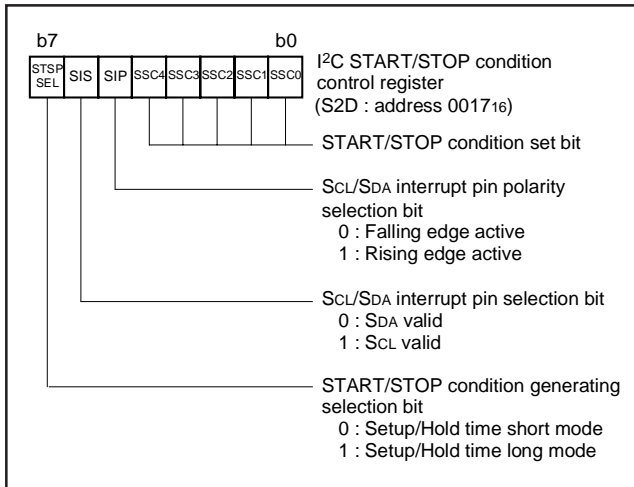 b7 b0
STSP SEL SIS SIP SSC4 SSC3 SSC2 SSC1 SSC0
I2C START/STOP condition
control register
(S2D : address 001716)
START/STOP condition set bit
SCL/SDA interrupt pin polarity
selection bit
0 : Falling edge active
1 : Rising edge active
SCL/SDA interrupt pin selection bit
0 : SDA valid
1 : SCL valid
START/STOP condition generating
selection bit
0 : Setup/Hold time short mode
1 : Setup/Hold time long mode